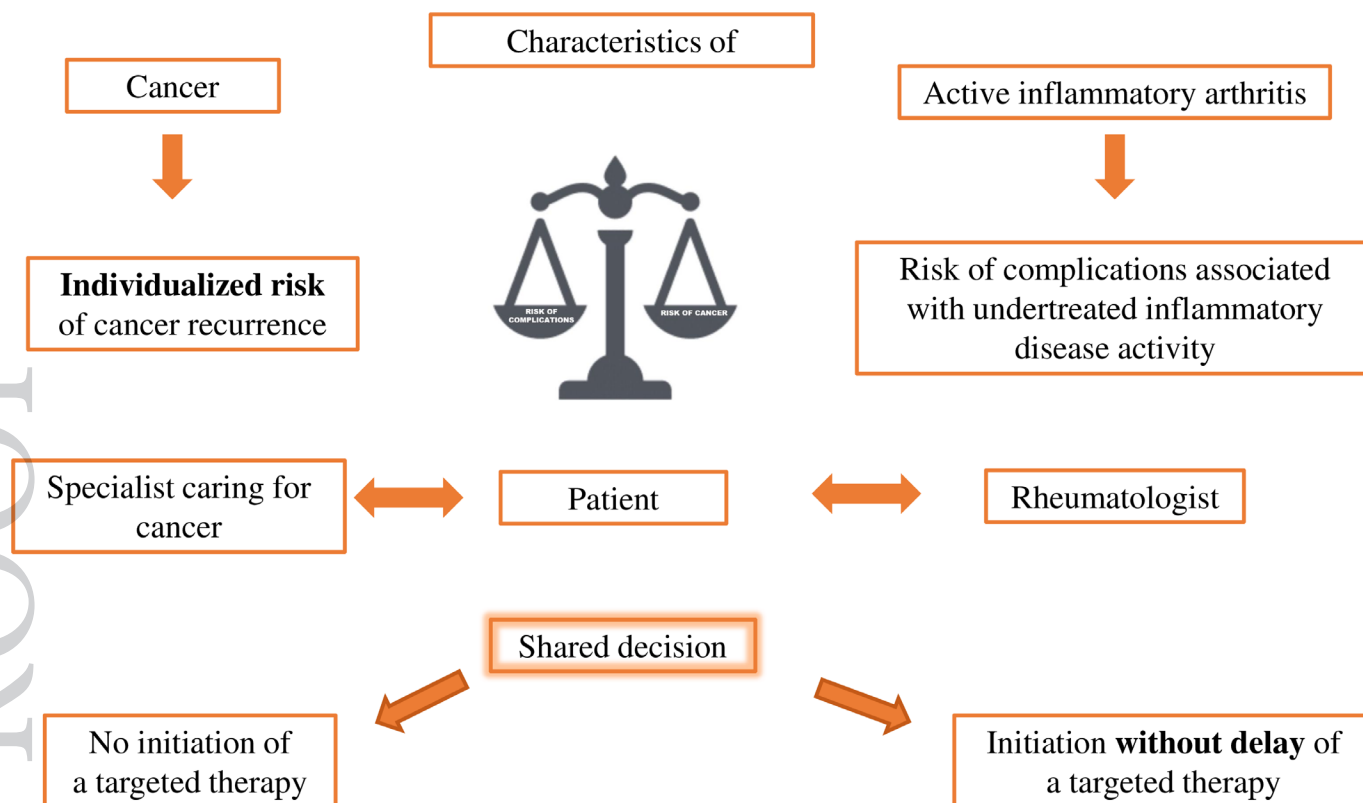 Characteristics of
Cancer
Active inflammatory arthritis
Individualized risk
of cancer recurrence
RISK OF
COMPLICATIONS
RISK OF CANCER
Risk of complications associated
with undertreated inflammatory
disease activity
Specialist caring for
cancer
Patient
Rheumatologist
Shared decision
No initiation of
a targeted therapy
Initiation without delay of
a targeted therapy